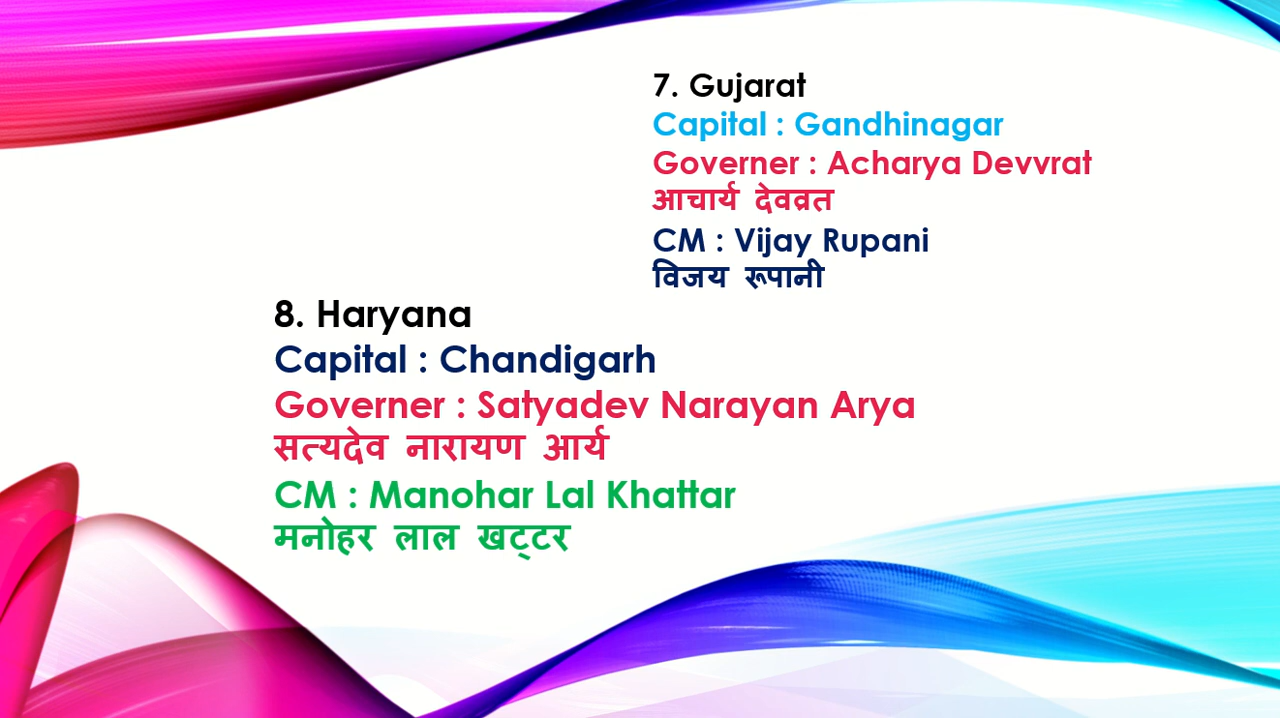 7. Gujarat
Capital : Gandhinagar
Governer : Acharya Devvrat
आचार्य देवव्रत
CM : Vijay Rupani
विजय रूपानी
8. Haryana
Capital : Chandigarh
Governer : Satyadev Narayan Arya
सत्यदेव नारायण आर्य
CM : Manohar Lal Khattar
मनोहर लाल खट्टर